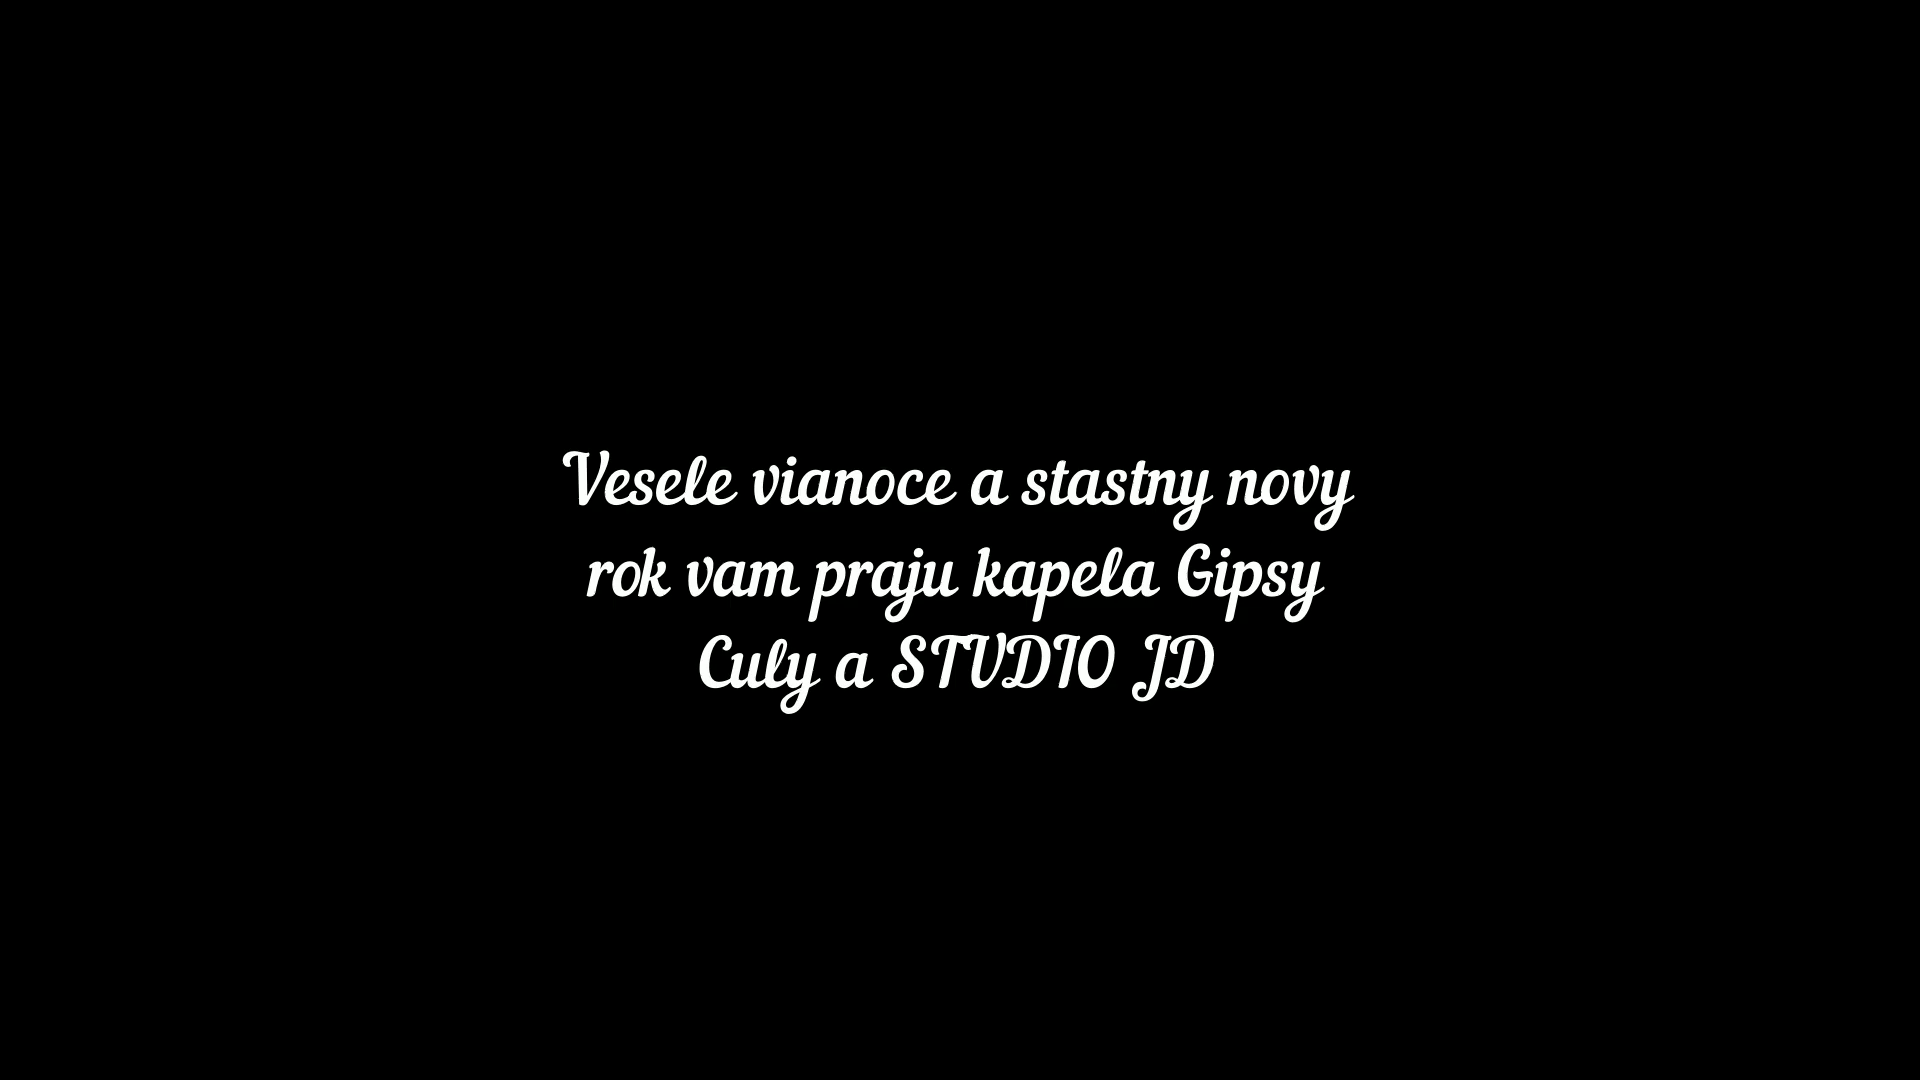 Vesele vianoce a stastny novy
rok vam praju kapela Gipsy
Culy a STUDIO JD